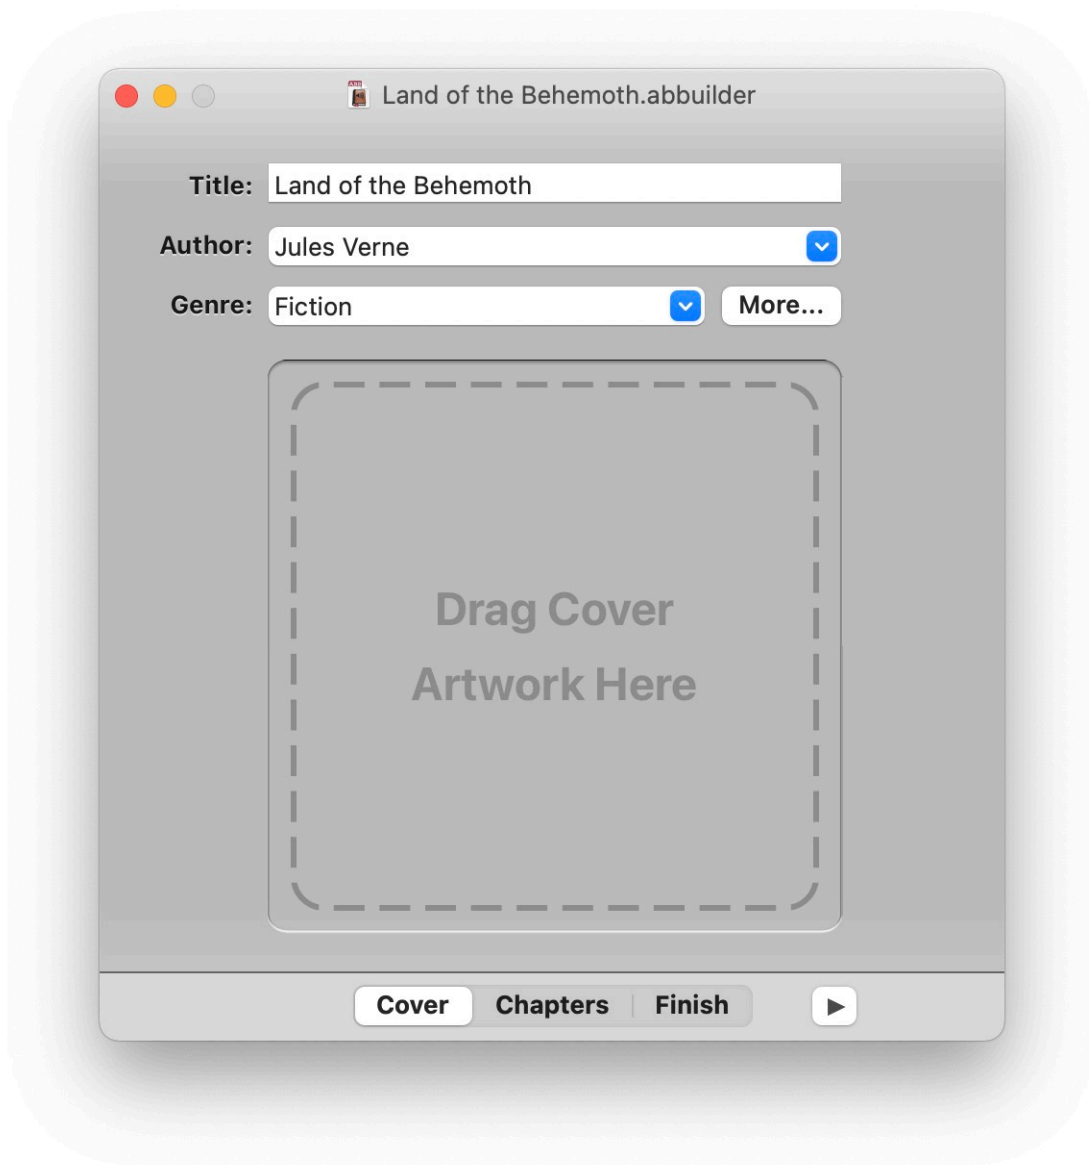 Land of the Behemoth.abbuilder
Title: Land of the Behemoth
Author: Jules Verne
Genre: Fiction More...
Drag Cover
Artwork Here
Cover Chapters Finish